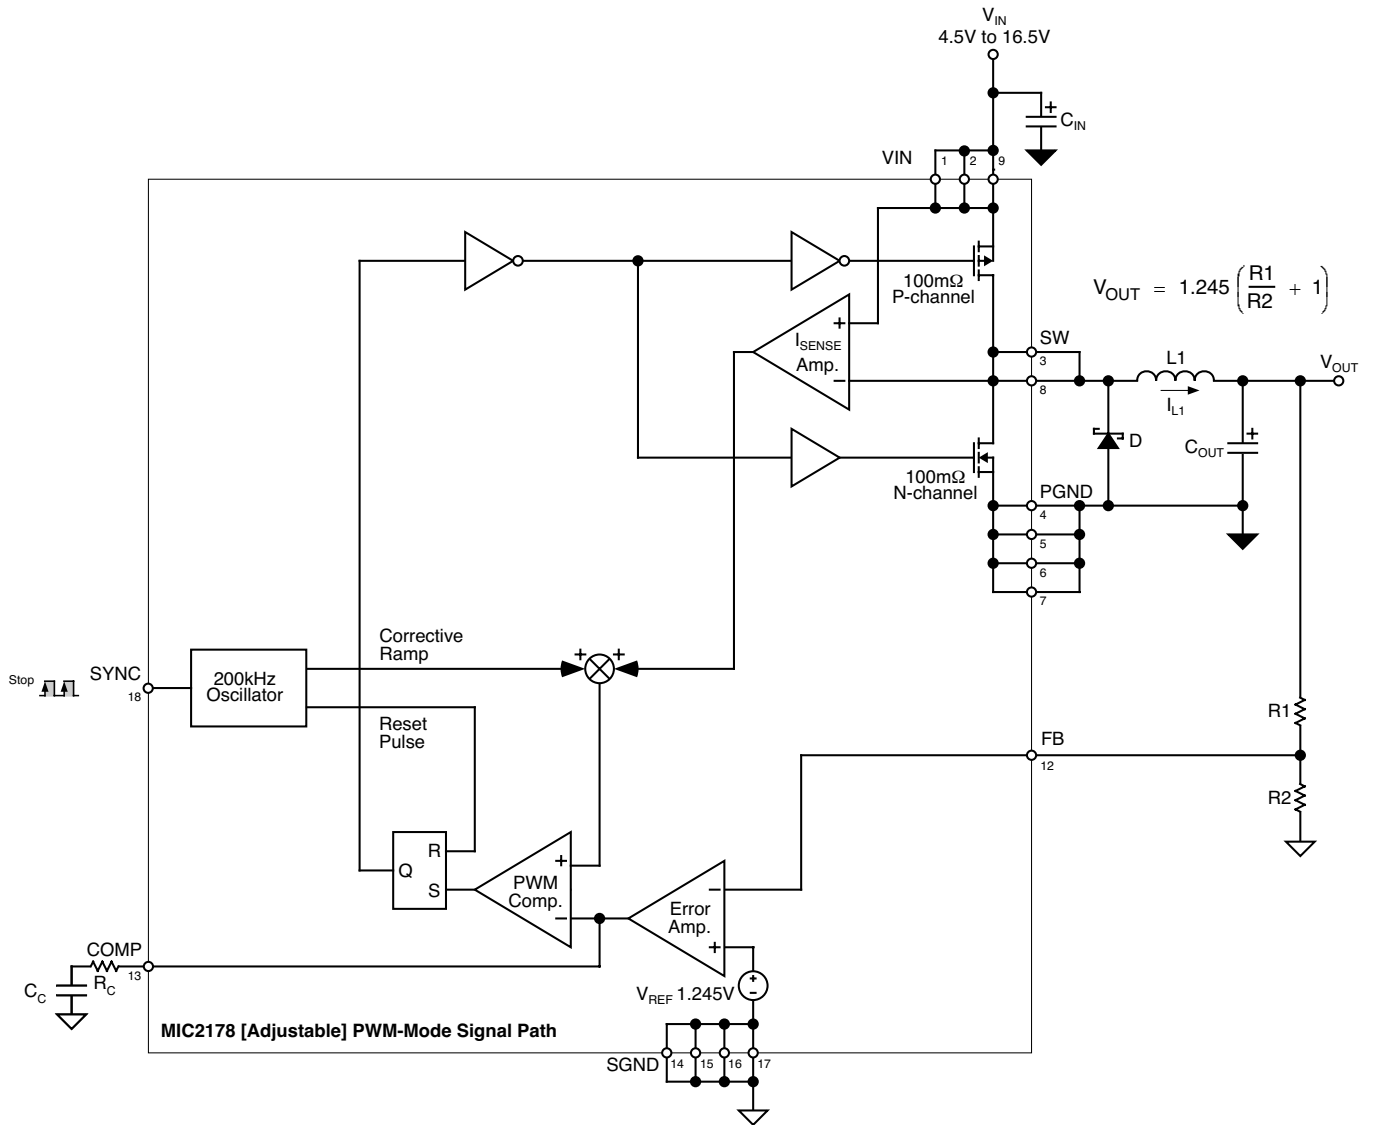 VIN
4.5V to 16.5V
+
CIN
VIN
1 2 9
100mΩ
P-channel
VOUT = 1.245 (R1/R2 + 1)
+
ISENSE
Amp.
−
SW
3
8
L1
IL1
VOUT
D
+
COUT
100mΩ
N-channel
PGND
4
5
6
7
Corrective
Ramp
+ +
Stop
SYNC
18
200kHz
Oscillator
Reset
Pulse
R1
FB
12
R2
R
Q
S
+
PWM
Comp.
−
−
Error
Amp.
+
COMP
13
RC
CC
+
−
VREF 1.245V
MIC2178 [Adjustable] PWM-Mode Signal Path
SGND
14 15 16 17